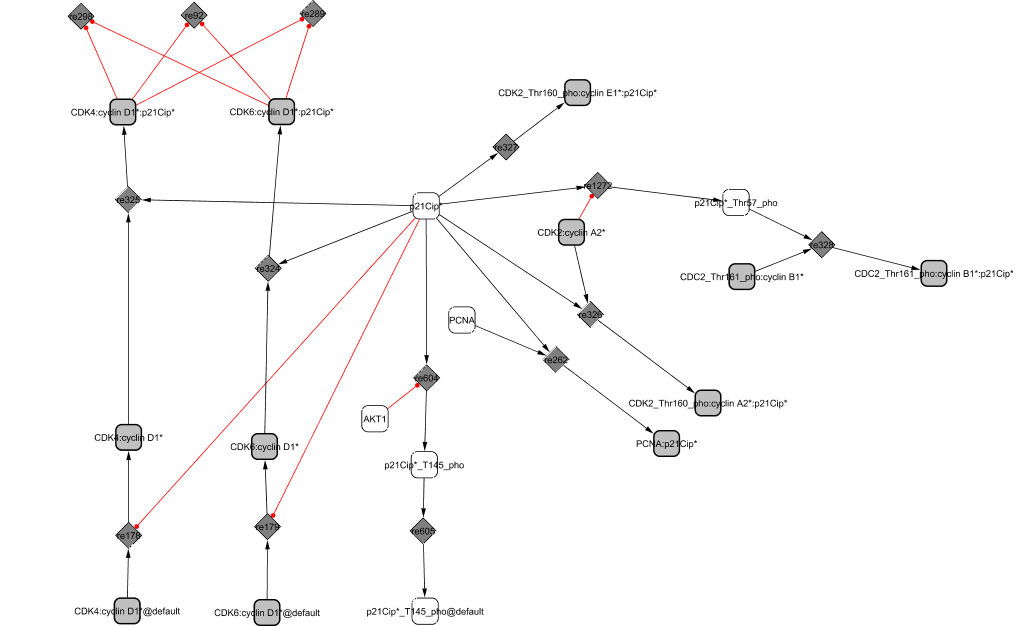 re298
re92
re289
CDK2_Thr160_pho:cyclin E1*:p21Cip*
CDK4:cyclin D1*:p21Cip*
CDK6:cyclin D1*:p21Cip*
re327
re1272
re325
p21Cip*
p21Cip*_Thr57_pho
CDK2:cyclin A2*
re328
re324
CDC2_Thr161_pho:cyclin B1*
CDC2_Thr161_pho:cyclin B1*:p21Cip*
PCNA
re326
re262
re604
CDK2_Thr160_pho:cyclin A2*:p21Cip*
AKT1
CDK4:cyclin D1*
CDK6:cyclin D1*
PCNA:p21Cip*
p21Cip*_T145_pho
re178
re179
re605
CDK4:cyclin D1*@default
CDK6:cyclin D1*@default
p21Cip*_T145_pho@default